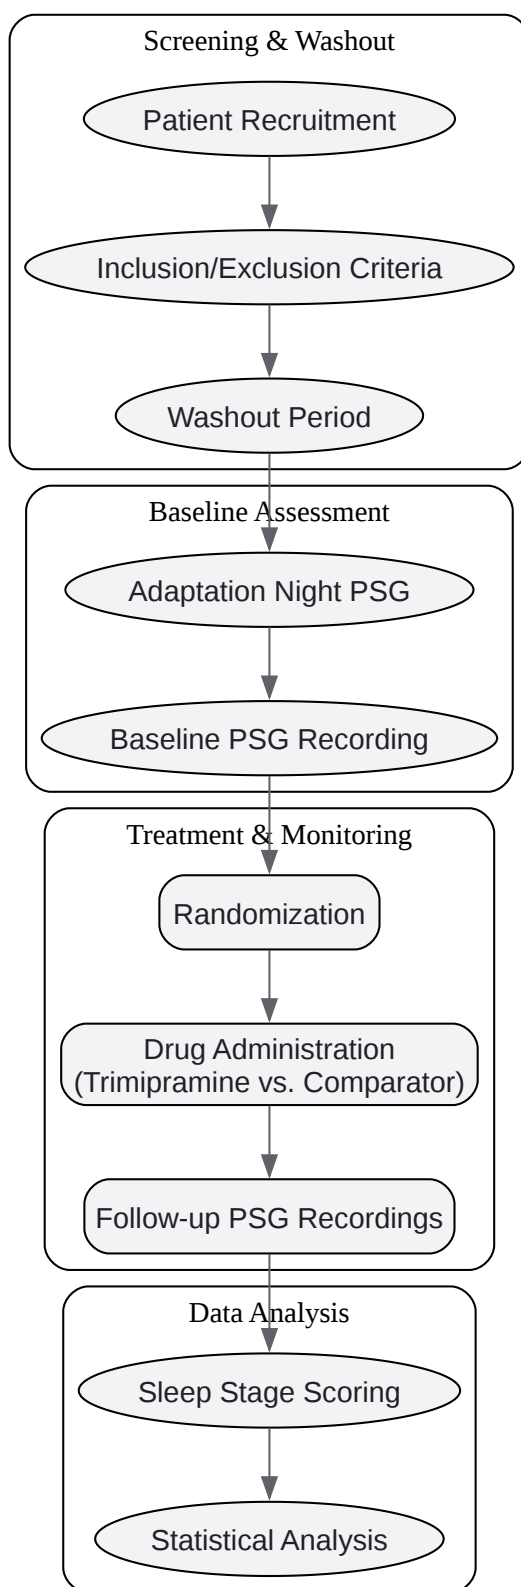 Screening & Washout
Patient Recruitment
Inclusion/Exclusion Criteria
Washout Period
Baseline Assessment
Adaptation Night PSG
Baseline PSG Recording
Treatment & Monitoring
Randomization
Drug Administration
(Trimipramine vs. Comparator)
Follow-up PSG Recordings
Data Analysis
Sleep Stage Scoring
Statistical Analysis